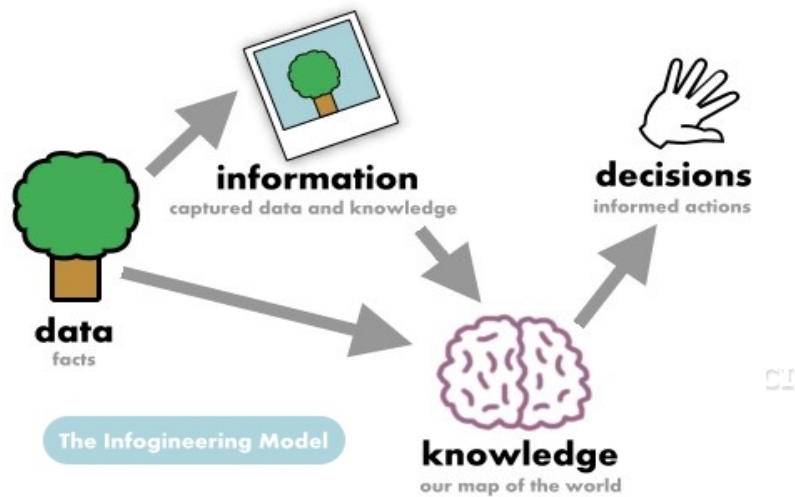 information
captured data and knowledge
decisions
informed actions
data
facts
The Infogineering Model
knowledge
our map of the world